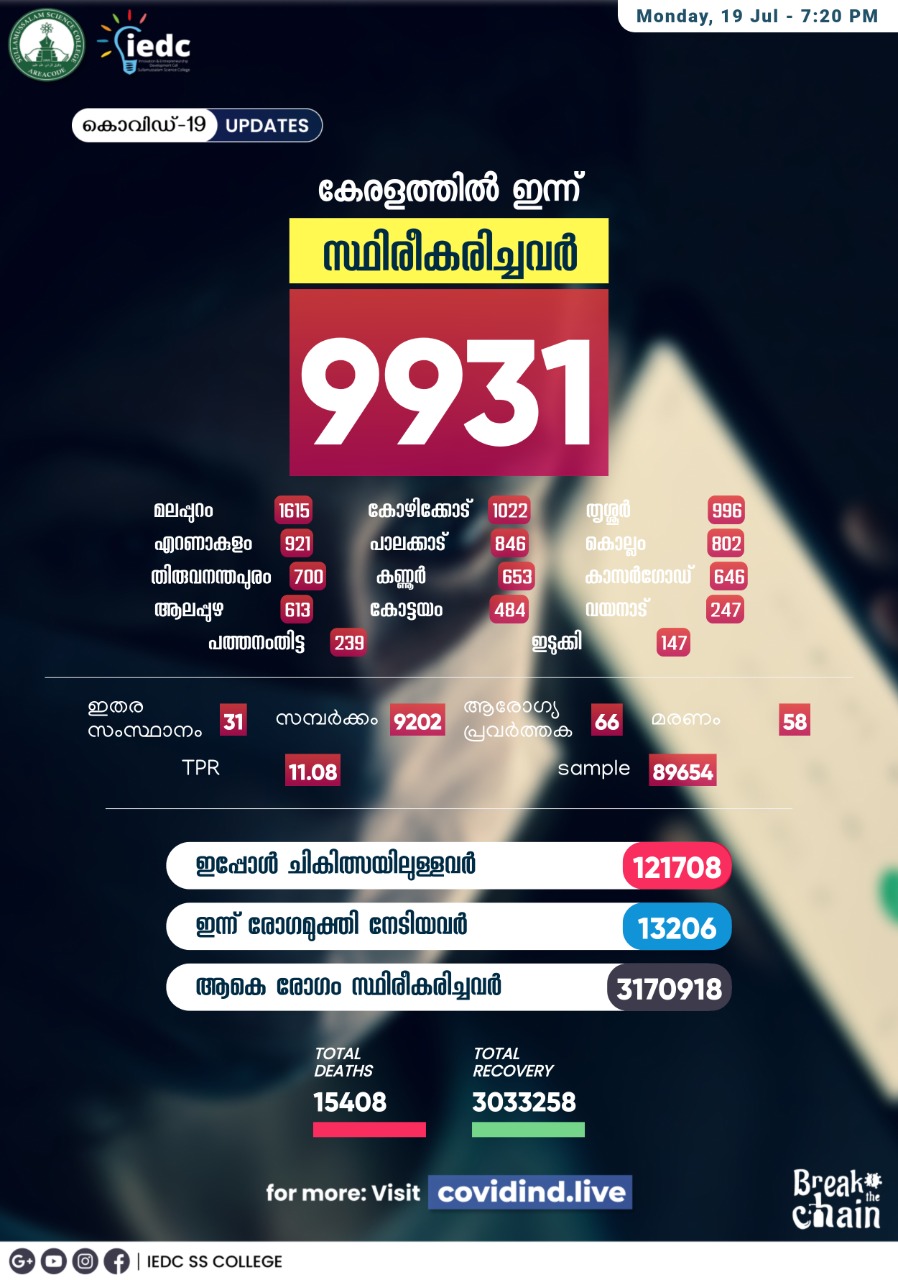 Monday, 19 Jul - 7:20 PM
SULLAMUSSALAM SCIENCE COLLEGE
AREACODE
iedc
കൊവിഡ്-19 UPDATES
കേരളത്തിൽ ഇന്ന്
സ്ഥിരീകരിച്ചവർ
9931
മലപ്പുറം 1615 കോഴിക്കോട് 1022 തൃശ്ശൂർ 996
എറണാകുളം 921 പാലക്കാട് 846 കൊല്ലം 802
തിരുവനന്തപുരം 700 കണ്ണൂർ 653 കാസർഗോഡ് 646
ആലപ്പുഴ 613 കോട്ടയം 484 വയനാട് 247
പത്തനംതിട്ട 239 ഇടുക്കി 147
ഇതര
സംസ്ഥാനം 31 സമ്പർക്കം 9202 ആരോഗ്യ
പ്രവർത്തക 66 മരണം 58
TPR 11.08 sample 89654
ഇപ്പോൾ ചികിത്സയിലുള്ളവർ 121708
ഇന്ന് രോഗമുക്തി നേടിയവർ 13206
ആകെ രോഗം സ്ഥിരീകരിച്ചവർ 3170918
TOTAL
DEATHS
15408
TOTAL
RECOVERY
3033258
for more: Visit covidind.live
Break
the
chain
IEDC SS COLLEGE